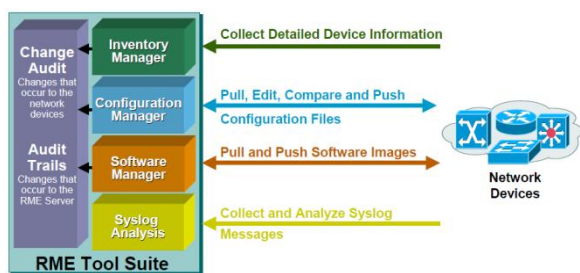 Change
Audit
Changes that
occur to the
network
devices
Audit
Trails
Changes that
occur to the
RME Server
Inventory
Manager
Configuration
Manager
Software
Manager
Syslog
Analysis
RME Tool Suite
Collect Detailed Device Information
Pull, Edit, Compare and Push
Configuration Files
Pull and Push Software Images
Collect and Analyze Syslog
Messages
Network
Devices